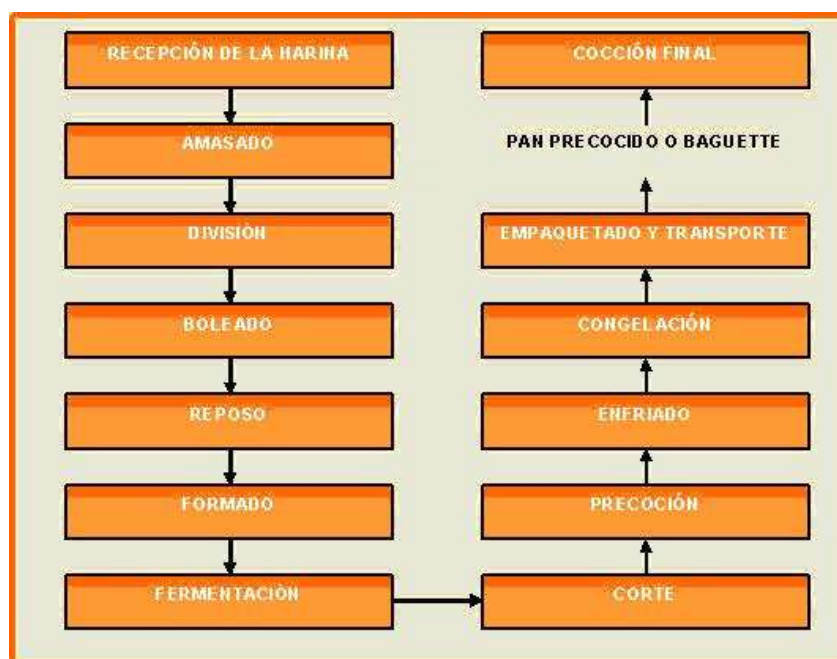 RECEPCIÓN DE LA HARINA
AMASADO
DIVISIÓN
BOLEADO
REPOSO
FORMADO
FERMENTACIÓN
CORTE
PRECOCIÓN
ENFRIADO
CONGELACIÓN
EMPAQUETADO Y TRANSPORTE
PAN PRECOCIDO O BAGUETTE
COCCIÓN FINAL